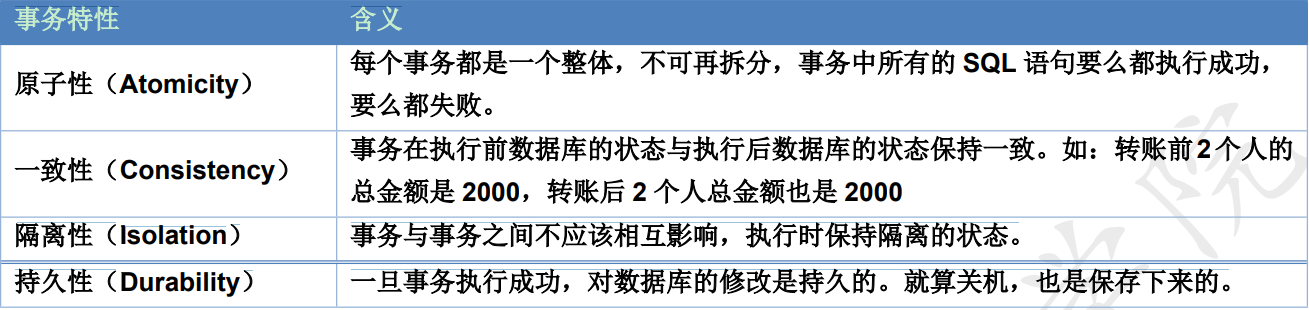 事务特性 含义
原子性（Atomicity） 每个事务都是一个整体，不可再拆分，事务中所有的 SQL 语句要么都执行成功，
要么都失败。
一致性（Consistency） 事务在执行前数据库的状态与执行后数据库的状态保持一致。如：转账前 2 个人的
总金额是 2000，转账后 2 个人总金额也是 2000
隔离性（Isolation） 事务与事务之间不应该相互影响，执行时保持隔离的状态。
持久性（Durability） 一旦事务执行成功，对数据库的修改是持久的。就算关机，也是保存下来的。
院